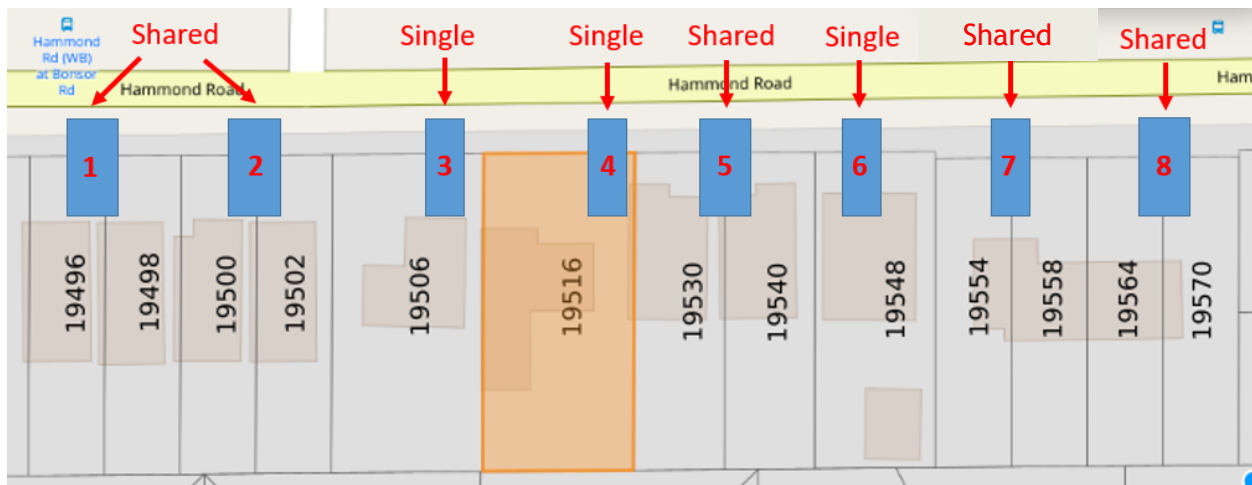 Shared
Single
Single
Shared
Single
Shared
Shared
Hammond
Rd (WB)
at Bonsor
Rd
Hammond Road
Hammond Road
Ham
1
2
3
4
5
6
7
8
19496
19498
19500
19502
19506
19516
19530
19540
19548
19554
19558
19564
19570